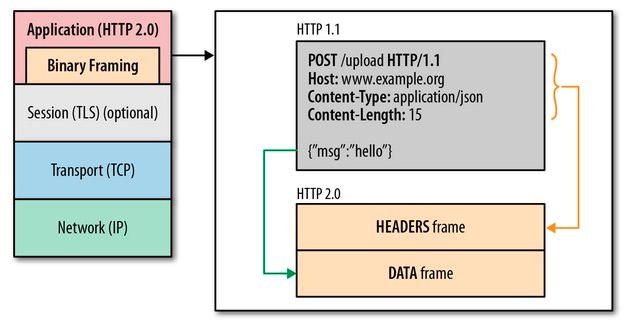 Application (HTTP 2.0)
Binary Framing
Session (TLS) (optional)
Transport (TCP)
Network (IP)
HTTP 1.1
POST /upload HTTP/1.1
Host: www.example.org
Content-Type: application/json
Content-Length: 15
{"msg":"hello"}
HTTP 2.0
HEADERS frame
DATA frame